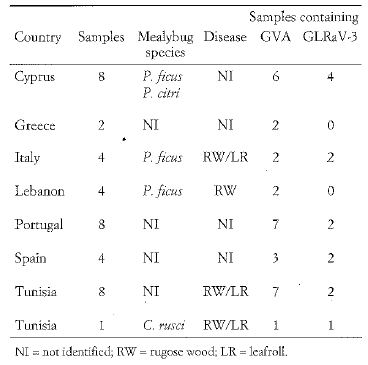 Samples containing
Country Samples Mealybug Disease GVA GLRaV-3
species
Cyprus 8 P. ficus NI 6 4
P. citri
Greece 2 NI NI 2 0
Italy 4 P. ficus RW/LR 2 2
Lebanon 4 P. ficus RW 2 0
Portugal 8 NI NI 7 2
Spain 4 NI NI 3 2
Tunisia 8 NI RW/LR 7 2
Tunisia 1 C. rusci RW/LR 1 1
NI = not identified; RW = rugose wood; LR = leafroll.